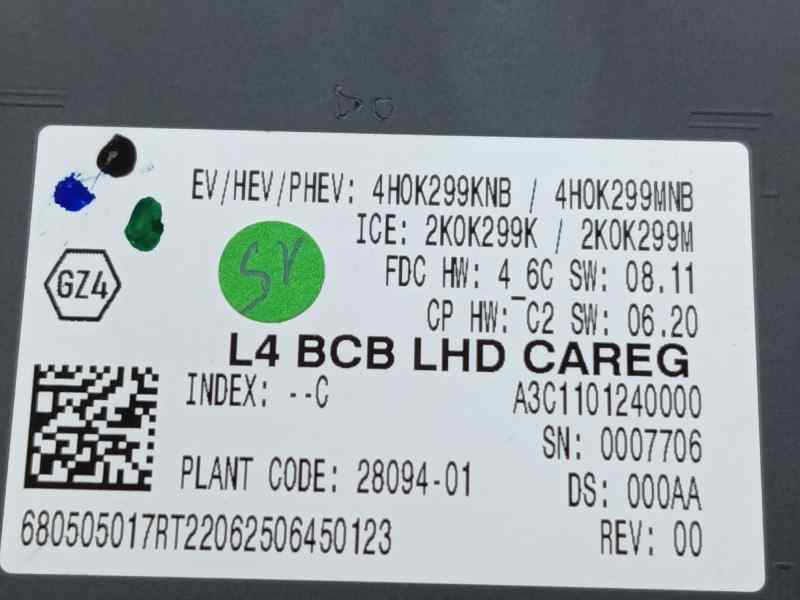 EV/HEV/PHEV: 4H0K299KNB / 4H0K299MNB
ICE: 2K0K299K / 2K0K299M
FDC HW: 4_6C SW: 08.11
CP HW: C2 SW: 06.20
GZ4
L4 BCB LHD CAREG
INDEX: --C
A3C1101240000
SN: 0007706
PLANT CODE: 28094-01
DS: 000AA
680505017RT22062506450123
REV: 00